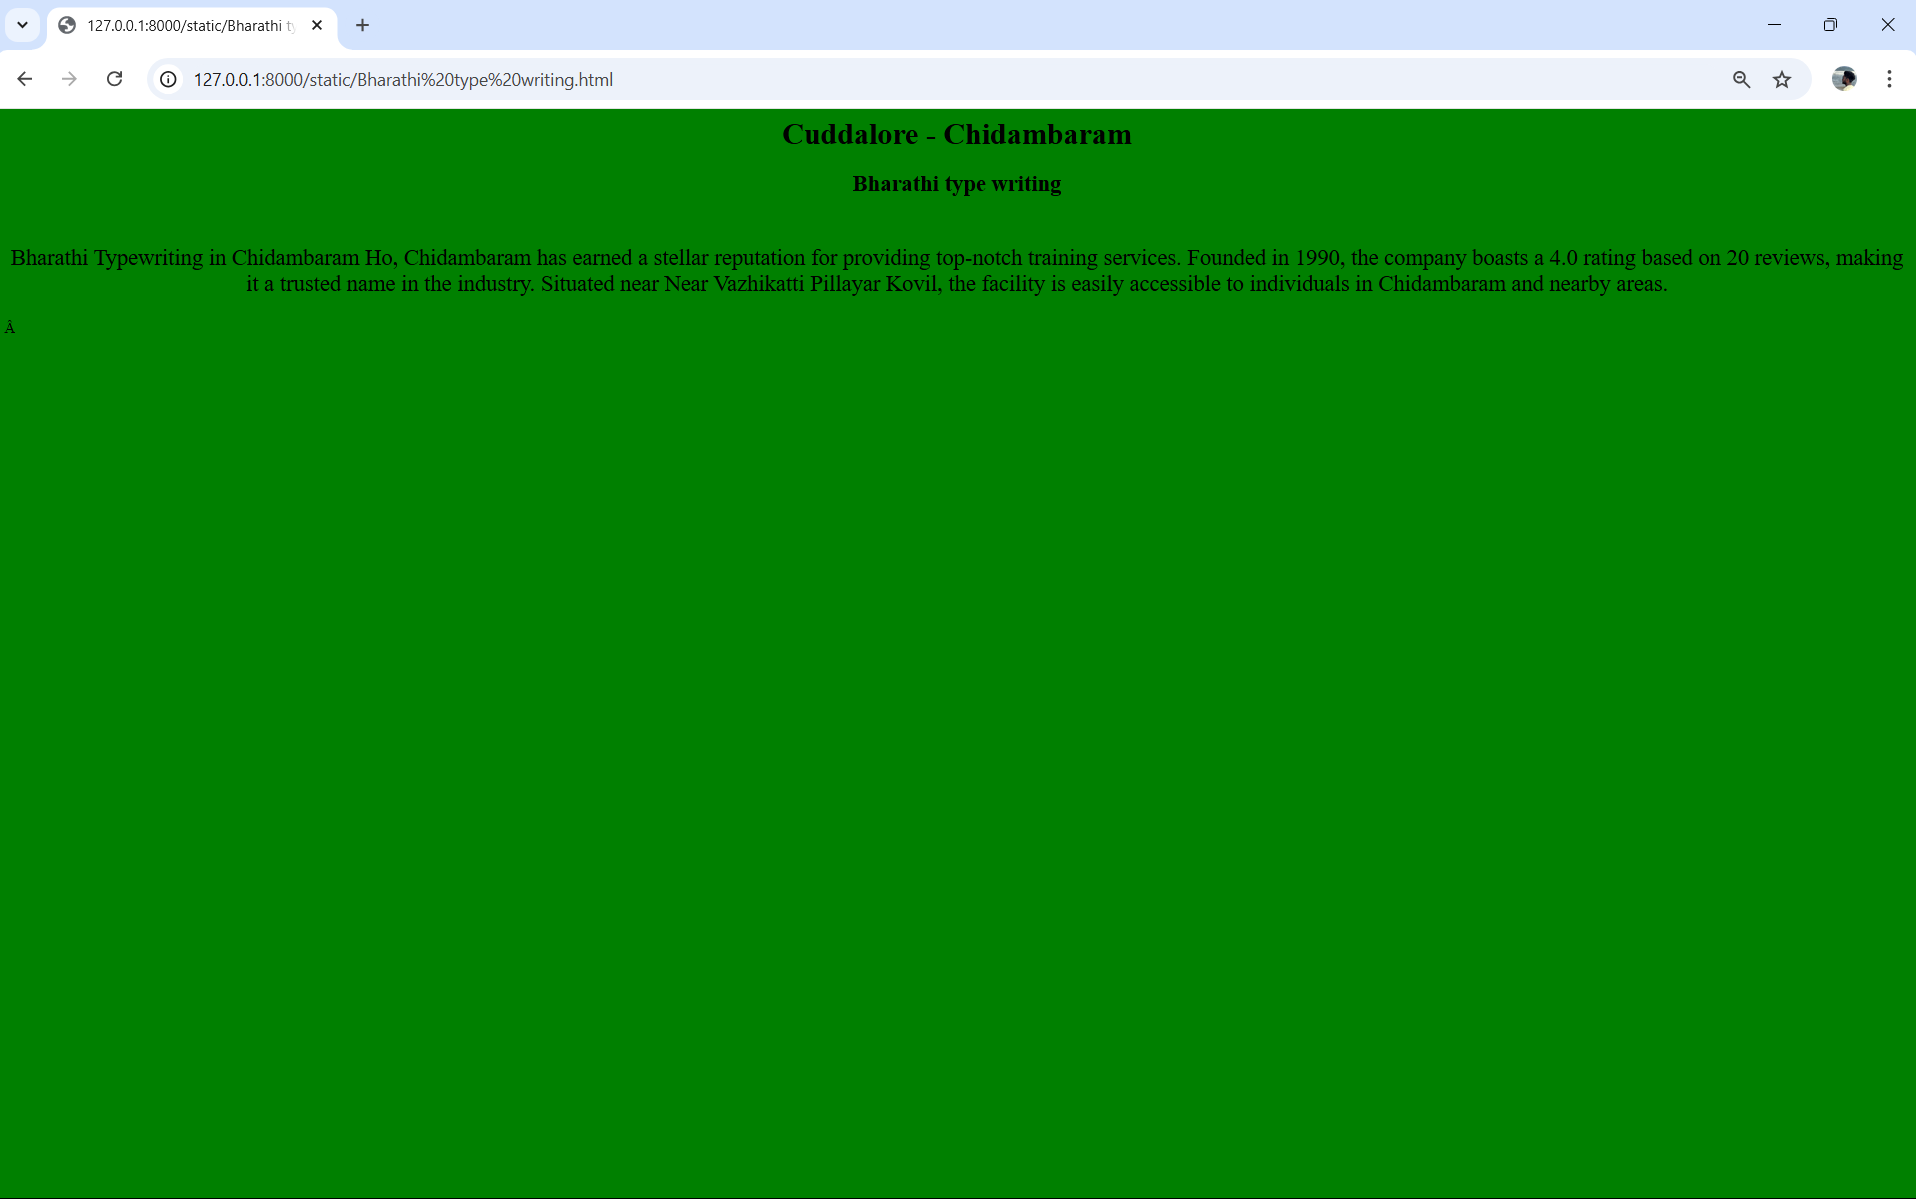 127.0.0.1:8000/static/Bharathi ty
127.0.0.1:8000/static/Bharathi%20type%20writing.html
Cuddalore - Chidambaram
Bharathi type writing
Bharathi Typewriting in Chidambaram Ho, Chidambaram has earned a stellar reputation for providing top-notch training services. Founded in 1990, the company boasts a 4.0 rating based on 20 reviews, making
it a trusted name in the industry. Situated near Near Vazhikatti Pillayar Kovil, the facility is easily accessible to individuals in Chidambaram and nearby areas.
Â